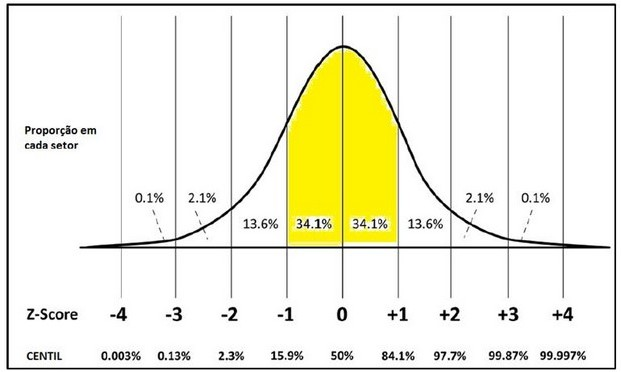 Proporção em
cada setor
0.1% 2.1% 13.6% 34.1% 34.1% 13.6% 2.1% 0.1%
Z-Score -4 -3 -2 -1 0 +1 +2 +3 +4
CENTIL 0.003% 0.13% 2.3% 15.9% 50% 84.1% 97.7% 99.87% 99.997%